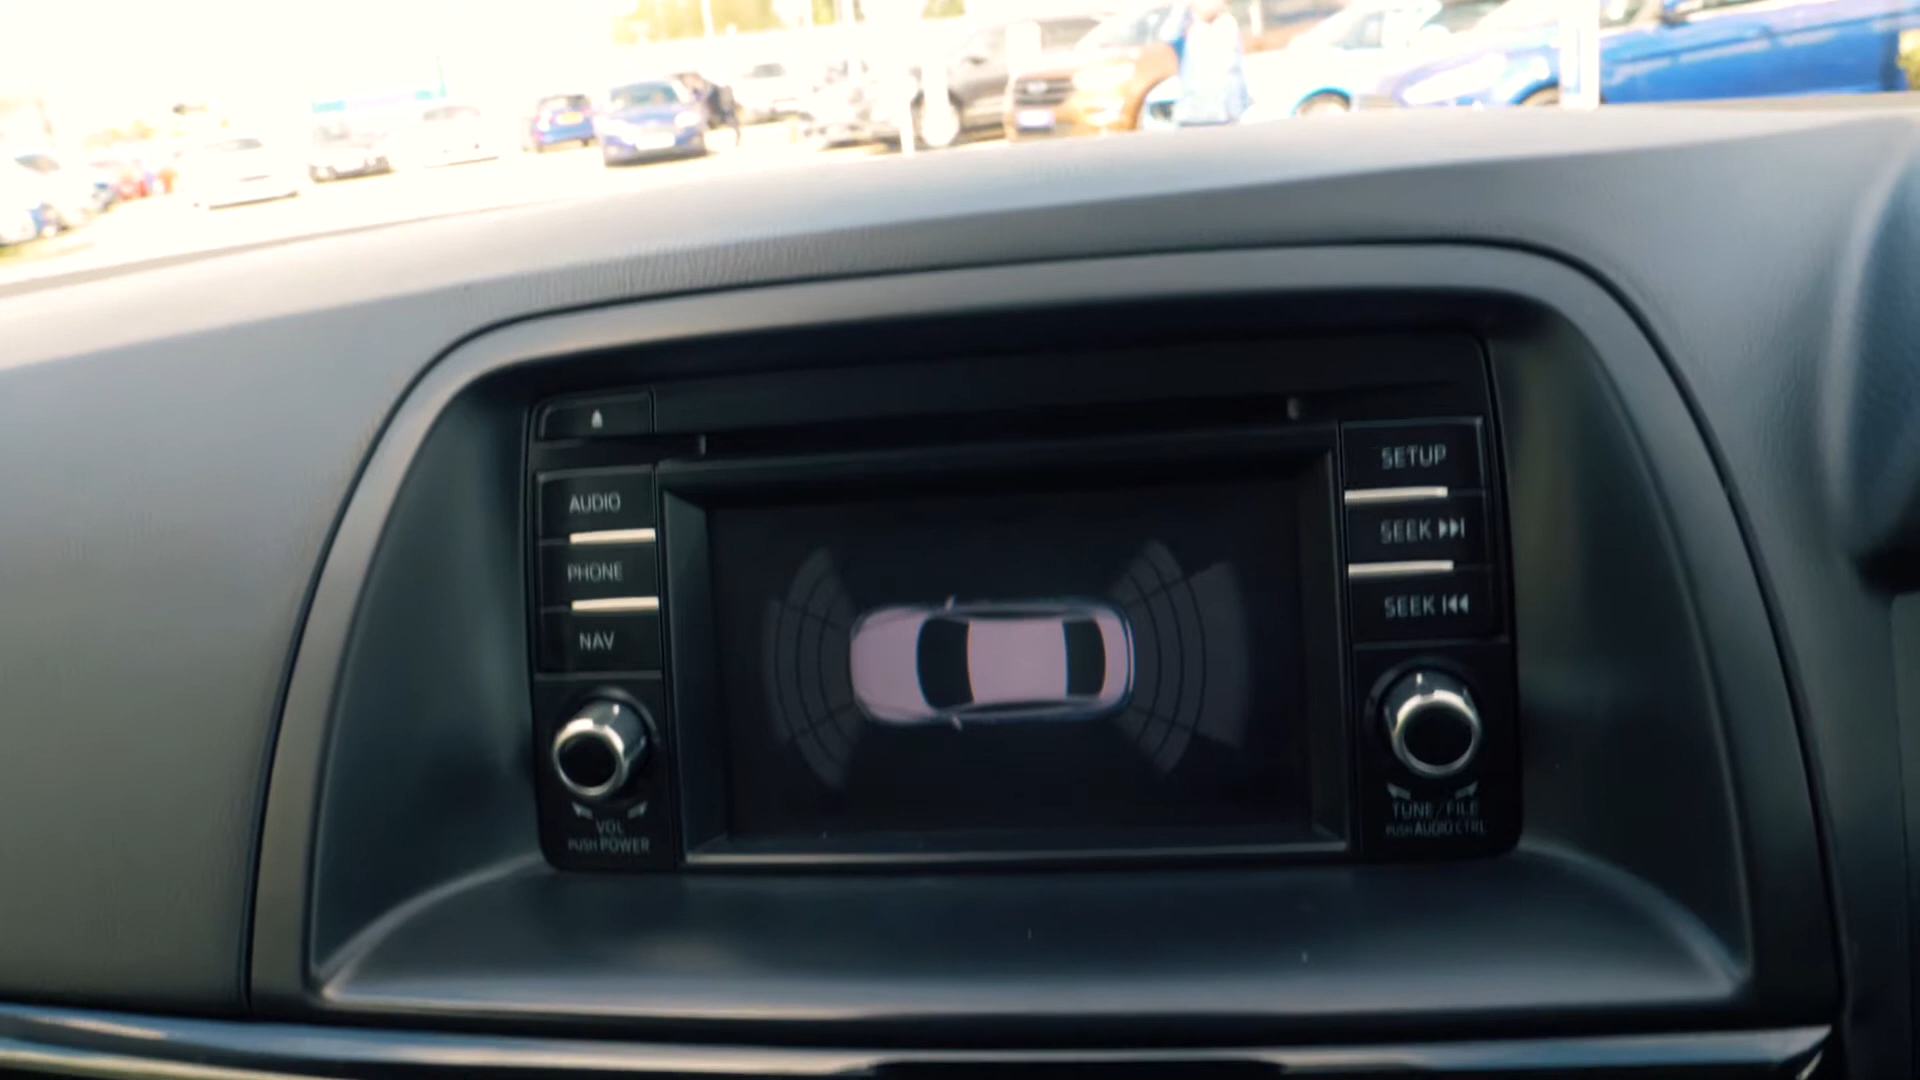 AUDIO
PHONE
NAV
VOL
PUSH POWER
SETUP
SEEK
SEEK
TUNE/FILE
PUSH AUDIO CTRL